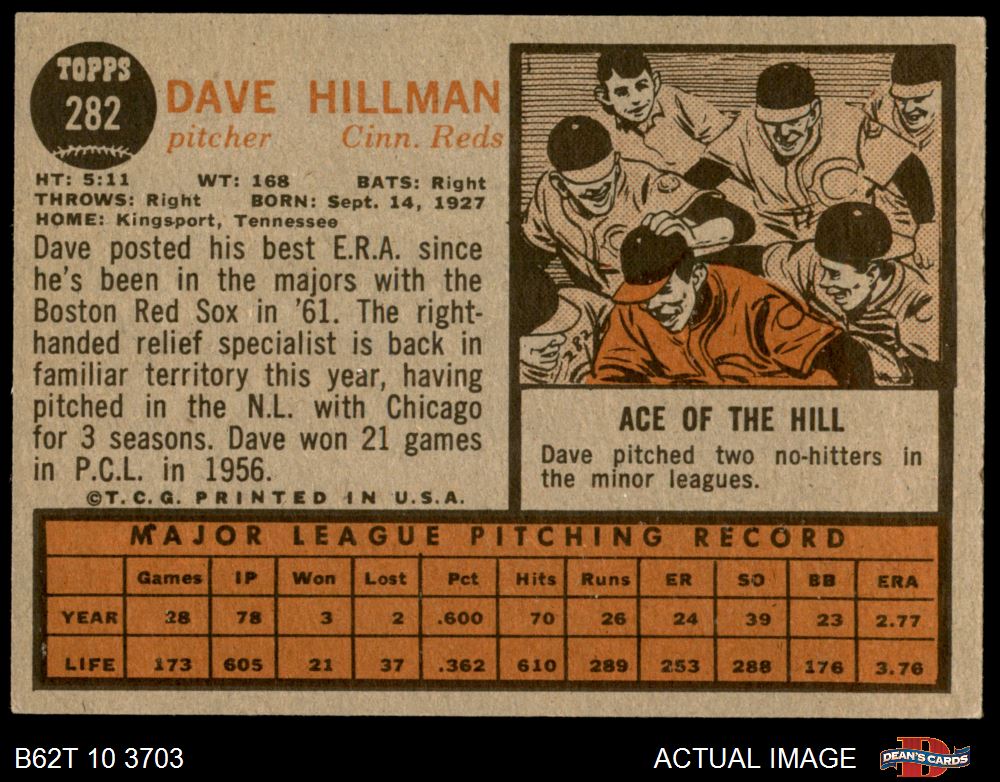 TOPPS
282
DAVE HILLMAN
pitcher Cinn. Reds
HT: 5:11 WT: 168 BATS: Right
THROWS: Right BORN: Sept. 14, 1927
HOME: Kingsport, Tennessee
Dave posted his best E.R.A. since
he's been in the majors with the
Boston Red Sox in '61. The right-
handed relief specialist is back in
familiar territory this year, having
pitched in the N.L. with Chicago
for 3 seasons. Dave won 21 games
in P.C.L. in 1956.
©T.C.G. PRINTED IN U.S.A.
C
282
ACE OF THE HILL
Dave pitched two no-hitters in
the minor leagues.
MAJOR LEAGUE PITCHING RECORD
Games IP Won Lost Pct Hits Runs ER SO BB ERA
YEAR 28 78 3 2 .600 70 26 24 39 23 2.77
LIFE 173 605 21 37 .362 610 289 253 288 176 3.76
B62T 10 3703
ACTUAL IMAGE
DEAN'S CARDS